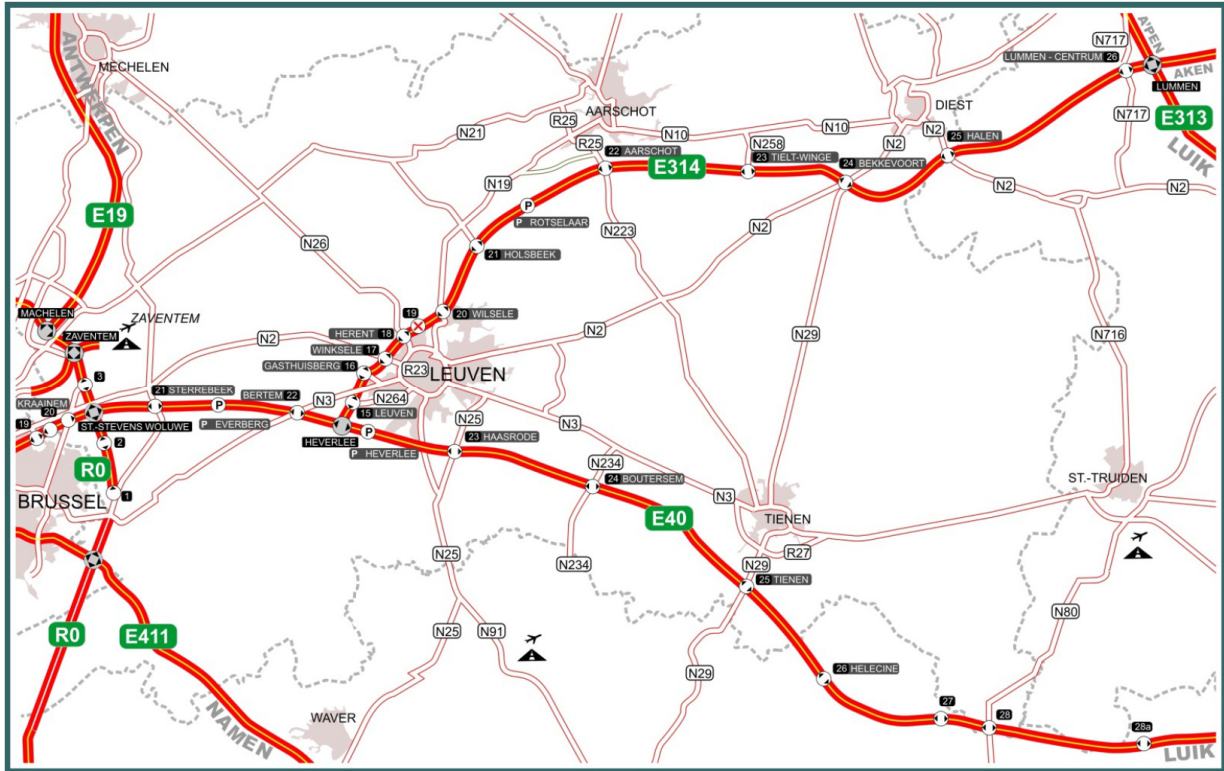 ANTWERPEN
MECHELEN
N21
R25
AARSCHOT
R25
N10
N10
DIEST
N2
N2
N258
N717
LUMMEN - CENTRUM 26
A'PEN
AKEN
LUMMEN
N717
E313
LUIK
25 HALEN
22 AARSCHOT
E314
23 TIELT-WINGE
24 BEKKEVOORT
N19
N2
N2
E19
P ROTSELAAR
N2
N223
N26
21 HOLSBEEK
MACHELEN
ZAVENTEM
ZAVENTEM
19
20 WILSELE
N2
HERENT 18
N2
N29
N716
WINKSELE 17
GASTHUISBERG 16
R23
LEUVEN
3
21 STERREBEEK
BERTEM 22
KRAAINEM
20
N3
N264
15 LEUVEN
N25
N3
19
ST.-STEVENS WOLUWE
P EVERBERG
HEVERLEE
P HEVERLEE
23 HAASRODE
2
R0
N234
24 BOUTERSEM
ST.-TRUIDEN
1
BRUSSEL
N3
E40
TIENEN
N25
N234
R27
N29
25 TIENEN
N80
R0
E411
N25
N91
26 HELECINE
N29
NAMEN
WAVER
27
28
28a
LUIK